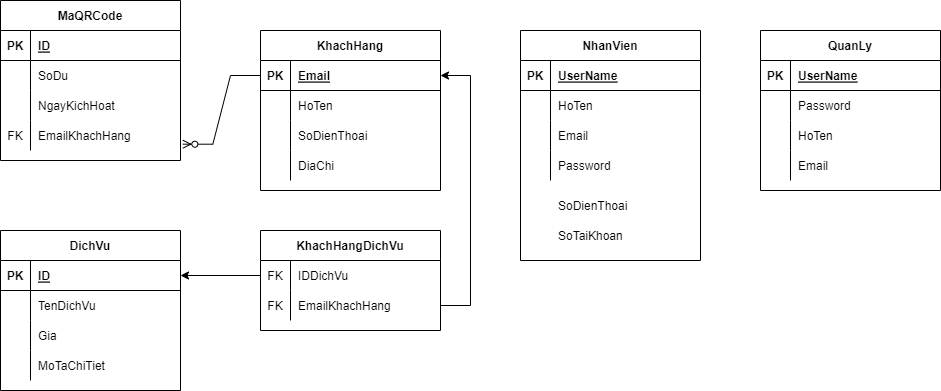 MaQRCode
PK ID
SoDu
NgayKichHoat
FK EmailKhachHang
KhachHang
PK Email
HoTen
SoDienThoai
DiaChi
NhanVien
PK UserName
HoTen
Email
Password
SoDienThoai
SoTaiKhoan
QuanLy
PK UserName
Password
HoTen
Email
DichVu
PK ID
TenDichVu
Gia
MoTaChiTiet
KhachHangDichVu
FK IDDichVu
FK EmailKhachHang